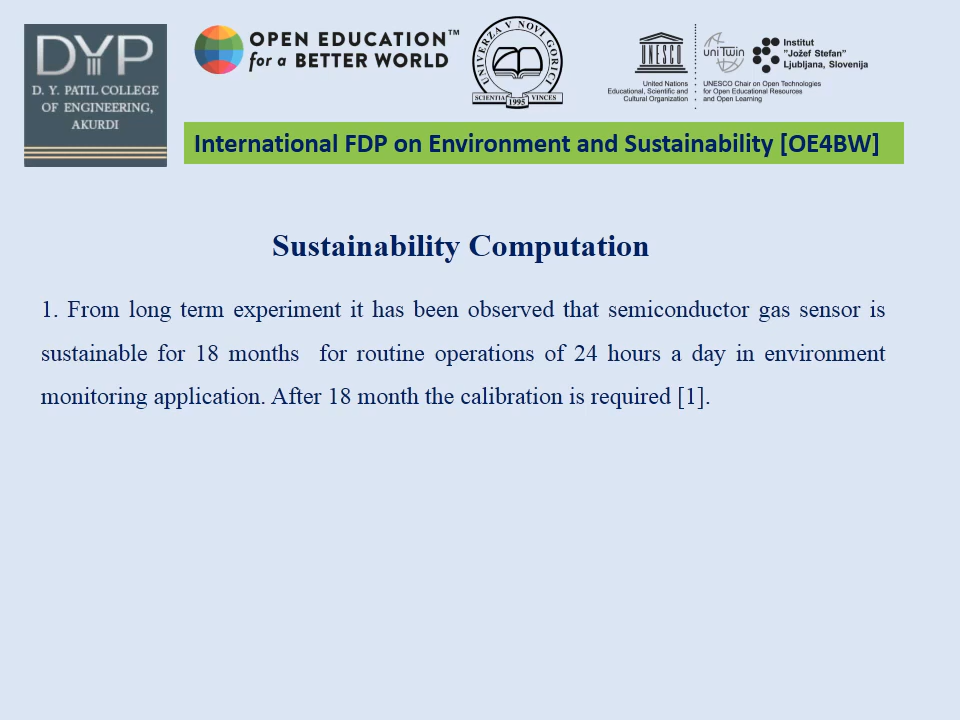 DYP
D. Y. PATIL COLLEGE
OF ENGINEERING,
AKURDI
OPEN EDUCATION™
for a BETTER WORLD
UNIVERZA V NOVI GORICI
SCIENTIA VINCES
1995
UNESCO
United Nations
Educational, Scientific and
Cultural Organization
uniTwin
UNESCO Chair on Open Technologies
for Open Educational Resources
and Open Learning
Institut
"Jožef Stefan"
Ljubljana, Slovenija
International FDP on Environment and Sustainability [OE4BW]
Sustainability Computation
1. From long term experiment it has been observed that semiconductor gas sensor is
sustainable for 18 months for routine operations of 24 hours a day in environment
monitoring application. After 18 month the calibration is required [1].